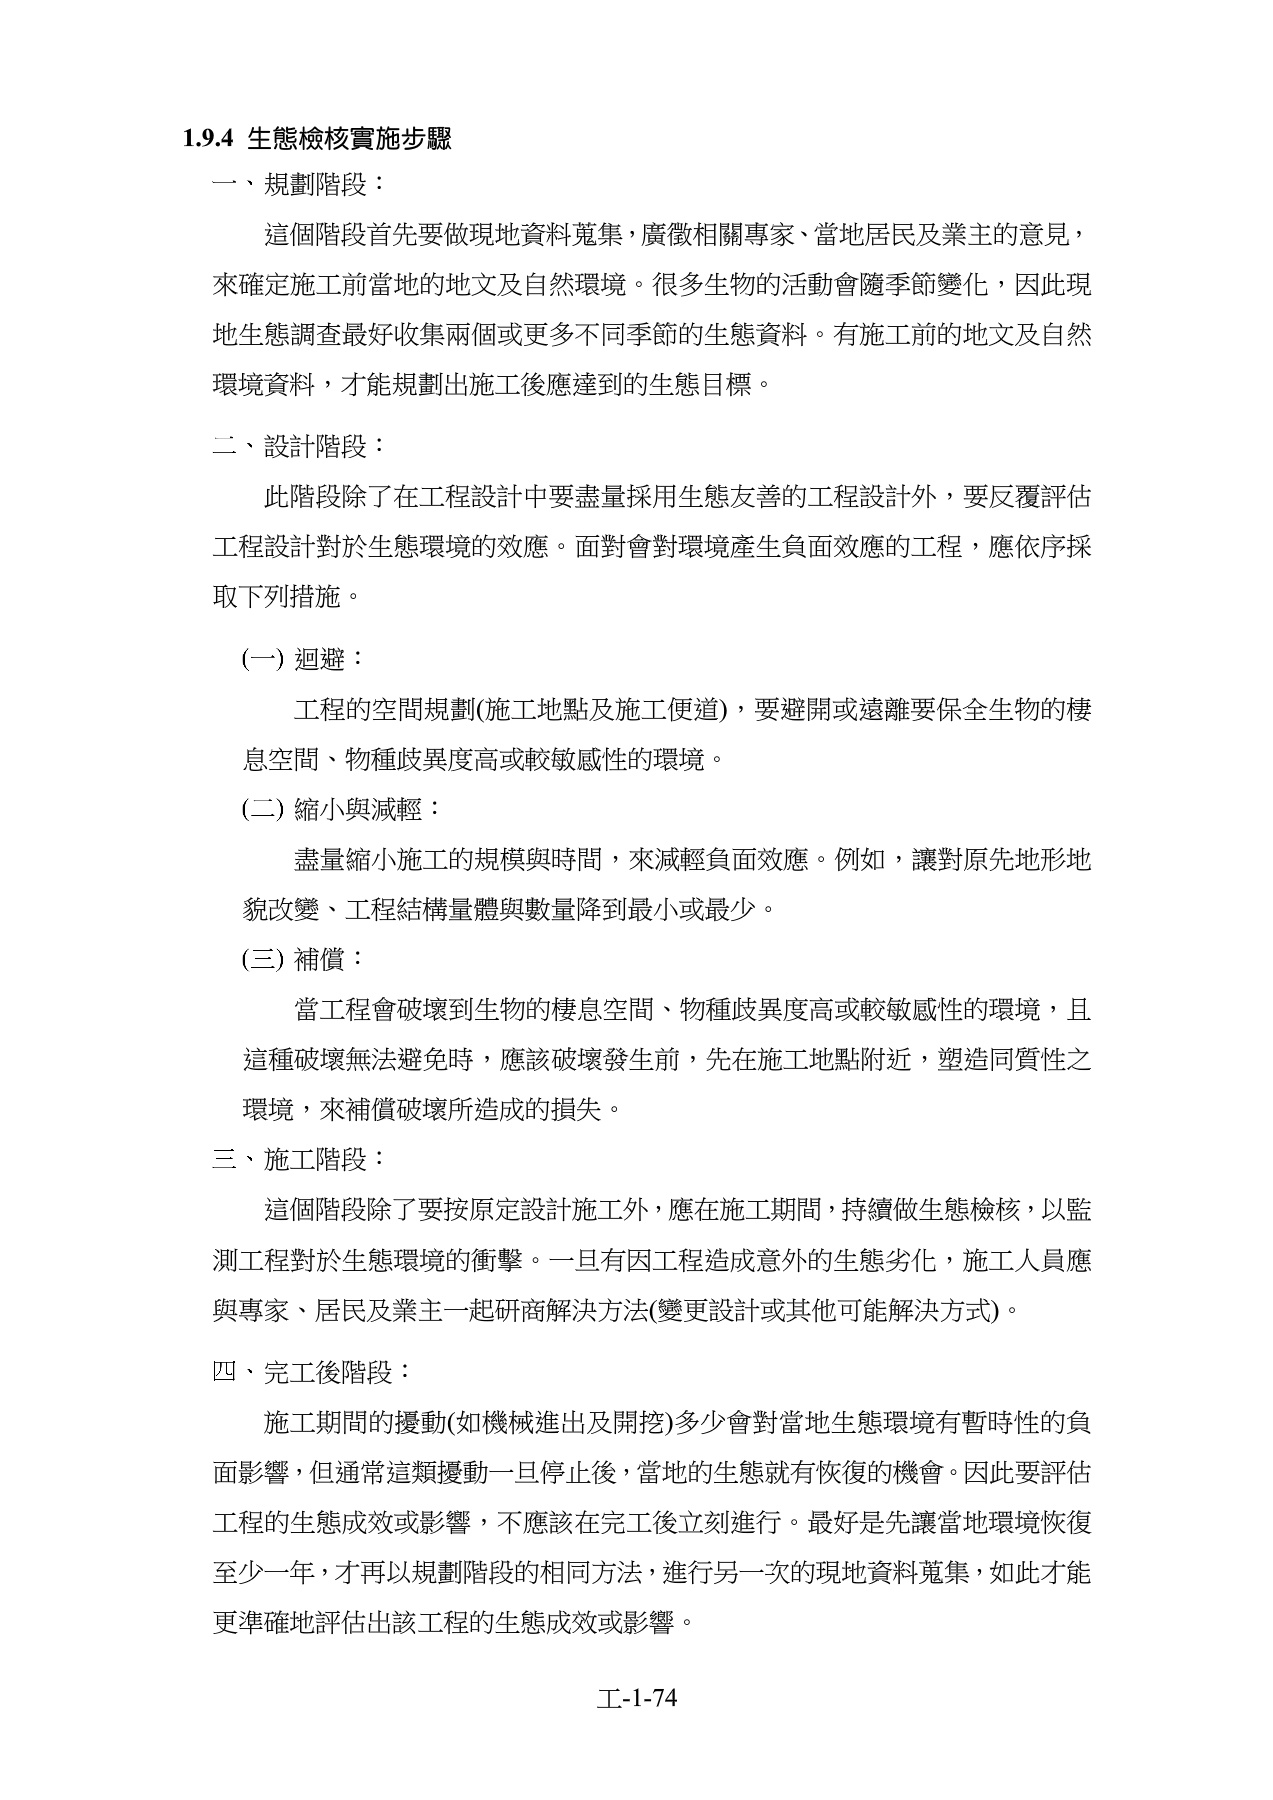 1.9.4 生態檢核實施步驟
一、規劃階段：
這個階段首先要做現地資料蒐集，廣徵相關專家、當地居民及業主的意見，
來確定施工前當地的地文及自然環境。很多生物的活動會隨季節變化，因此現
地生態調查最好收集兩個或更多不同季節的生態資料。有施工前的地文及自然
環境資料，才能規劃出施工後應達到的生態目標。
二、設計階段：
此階段除了在工程設計中要盡量採用生態友善的工程設計外，要反覆評估
工程設計對於生態環境的效應。面對會對環境產生負面效應的工程，應依序採
取下列措施。
(一) 迴避：
工程的空間規劃(施工地點及施工便道)，要避開或遠離要保全生物的棲
息空間、物種歧異度高或較敏感性的環境。
(二) 縮小與減輕：
盡量縮小施工的規模與時間，來減輕負面效應。例如，讓對原先地形地
貌改變、工程結構量體與數量降到最小或最少。
(三) 補償：
當工程會破壞到生物的棲息空間、物種歧異度高或較敏感性的環境，且
這種破壞無法避免時，應該破壞發生前，先在施工地點附近，塑造同質性之
環境，來補償破壞所造成的損失。
三、施工階段：
這個階段除了要按原定設計施工外，應在施工期間，持續做生態檢核，以監
測工程對於生態環境的衝擊。一旦有因工程造成意外的生態劣化，施工人員應
與專家、居民及業主一起研商解決方法(變更設計或其他可能解決方式)。
四、完工後階段：
施工期間的擾動(如機械進出及開挖)多少會對當地生態環境有暫時性的負
面影響，但通常這類擾動一旦停止後，當地的生態就有恢復的機會。因此要評估
工程的生態成效或影響，不應該在完工後立刻進行。最好是先讓當地環境恢復
至少一年，才再以規劃階段的相同方法，進行另一次的現地資料蒐集，如此才能
更準確地評估出該工程的生態成效或影響。
工-1-74